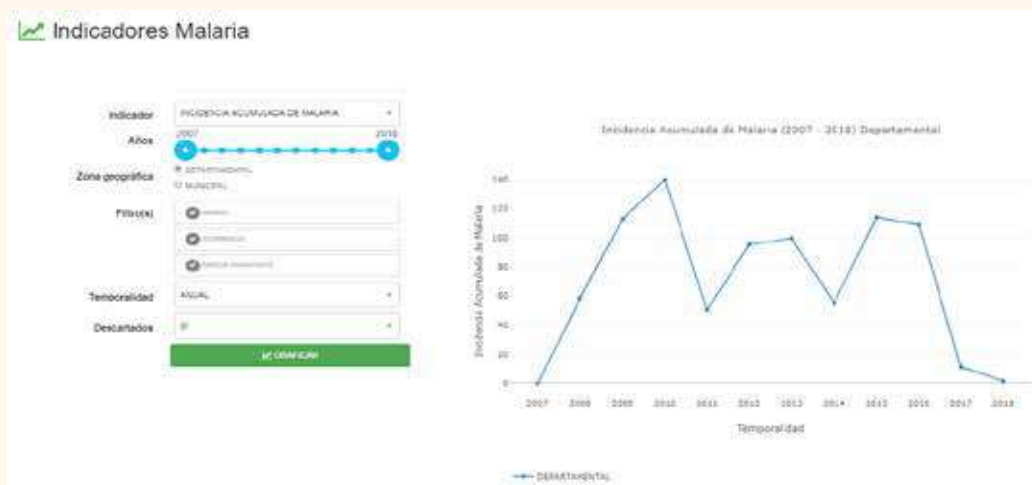 Indicadores Malaria
Indicador
INCIDENCIA ACUMULADA DE MALARIA
Años
2007
2018
Zona geográfica
DEPARTAMENTAL
MUNICIPAL
Filtro(s)
Temporalidad
ANUAL
Descartados
GRAFICAR
Incidencia Acumulada de Malaria (2007 - 2018) Departamental
Incidencia Acumulada de Malaria
140
120
100
80
60
40
20
0
2007 2008 2009 2010 2011 2012 2013 2014 2015 2016 2017 2018
Temporalidad
DEPARTAMENTAL